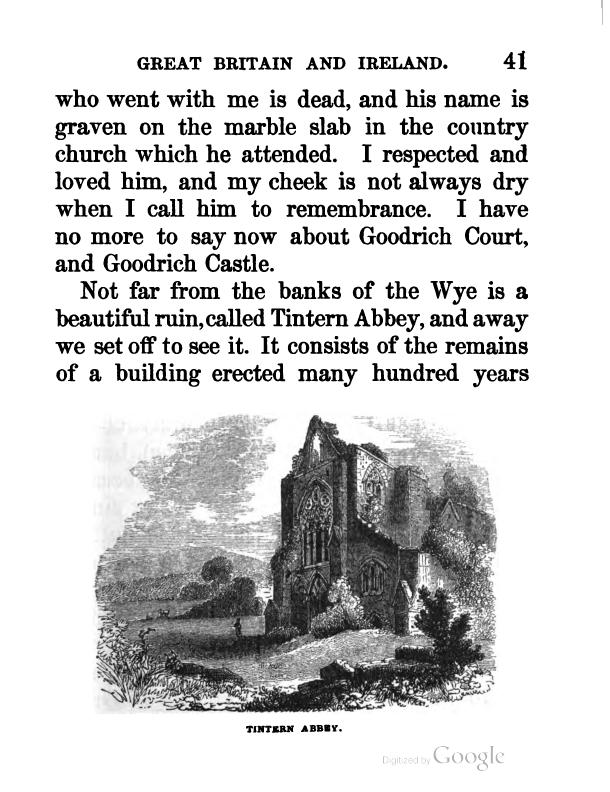 GREAT BRITAIN AND IRELAND. 41
who went with me is dead, and his name is
graven on the marble slab in the country
church which he attended. I respected and
loved him, and my cheek is not always dry
when I call him to remembrance. I have
no more to say now about Goodrich Court,
and Goodrich Castle.
Not far from the banks of the Wye is a
beautiful ruin, called Tintern Abbey, and away
we set off to see it. It consists of the remains
of a building erected many hundred years
TINTERN ABBEY.
Digitized by Google